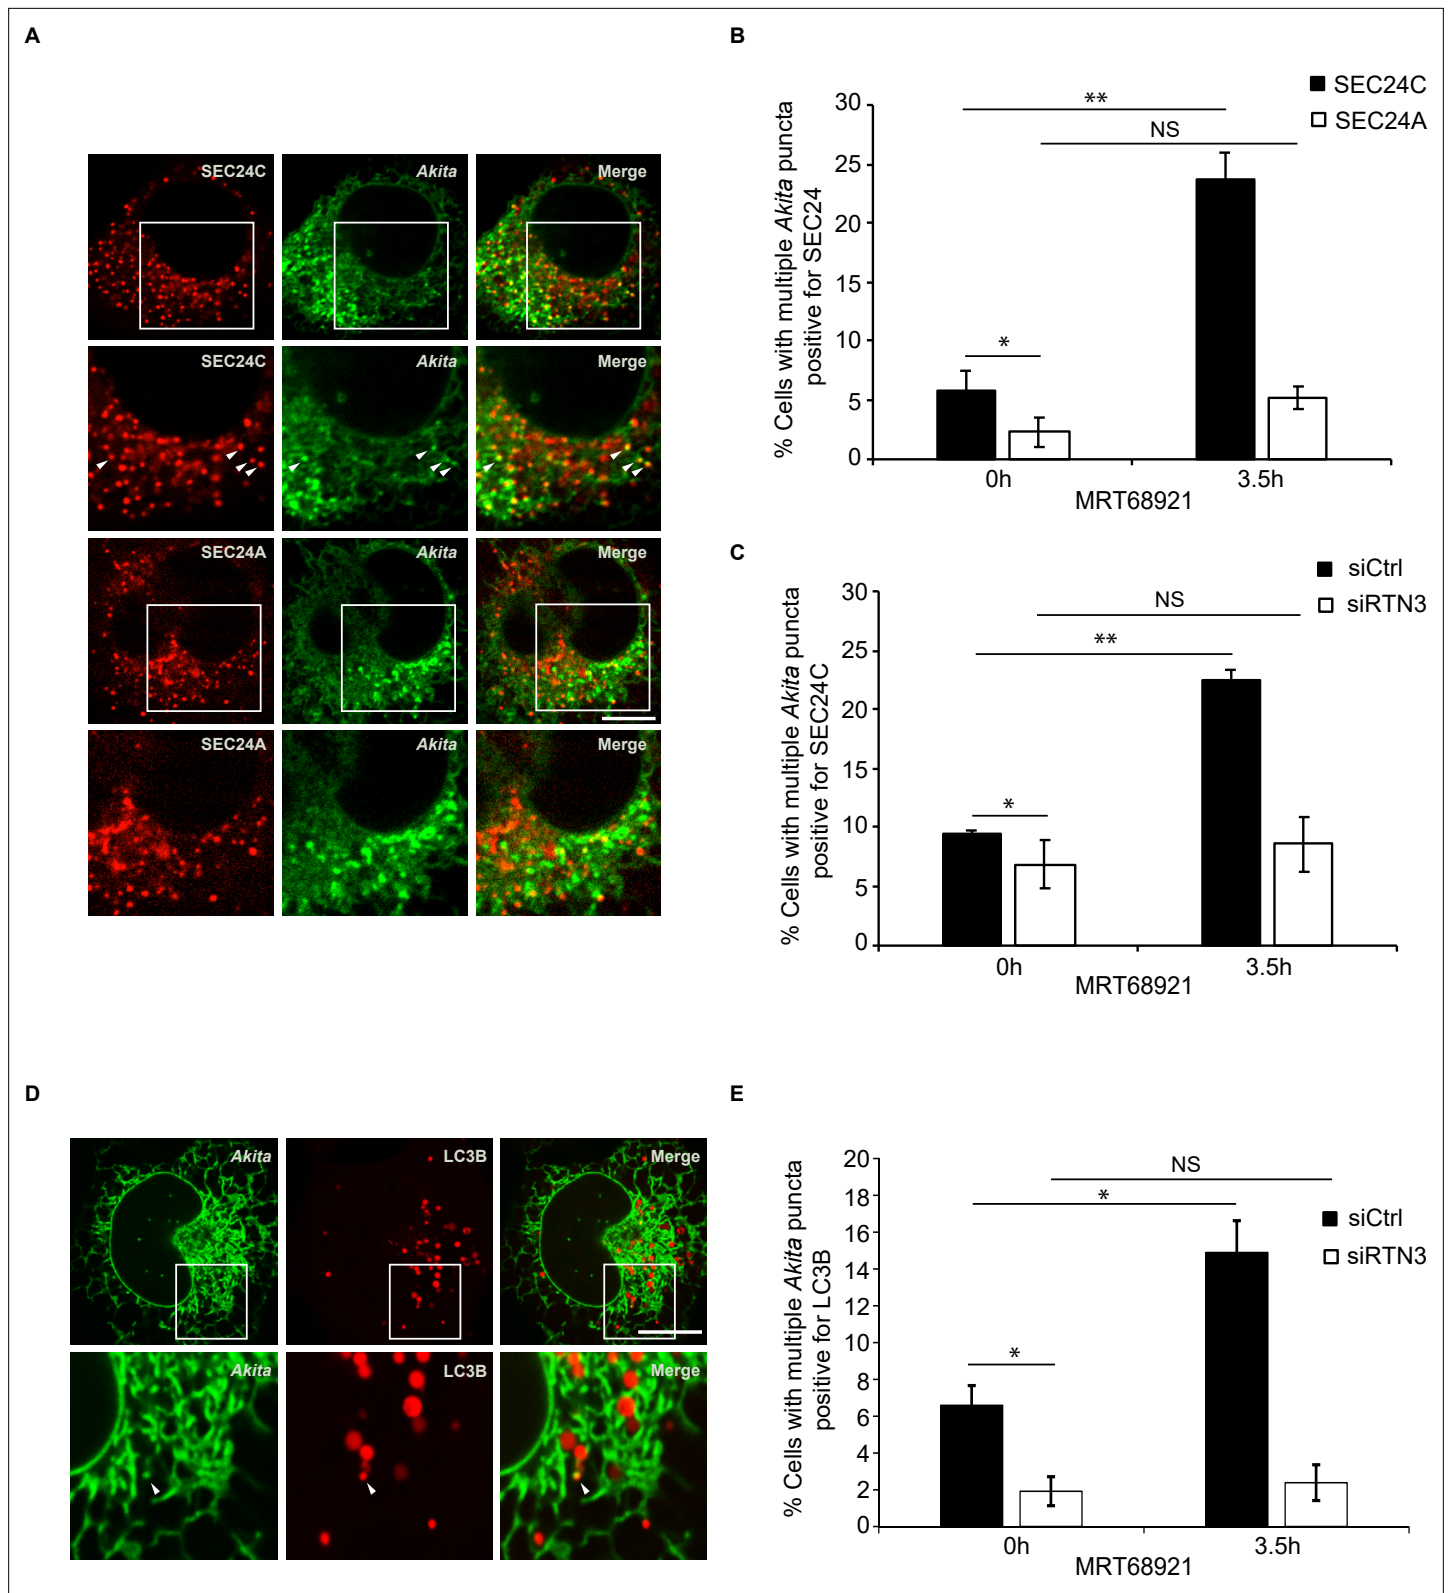 A
SEC24C
Akita
Merge
SEC24C
Akita
Merge
SEC24A
Akita
Merge
SEC24A
Akita
Merge
B
SEC24C
SEC24A
% Cells with multiple Akita puncta
positive for SEC24
30
25
20
15
10
5
0
**
NS
*
0h
3.5h
MRT68921
C
siCtrl
siRTN3
% Cells with multiple Akita puncta
positive for SEC24C
30
25
20
15
10
5
0
NS
**
*
0h
3.5h
MRT68921
D
Akita
LC3B
Merge
Akita
LC3B
Merge
E
siCtrl
siRTN3
% Cells with multiple Akita puncta
positive for LC3B
20
18
16
14
12
10
8
6
4
2
0
NS
*
*
0h
3.5h
MRT68921